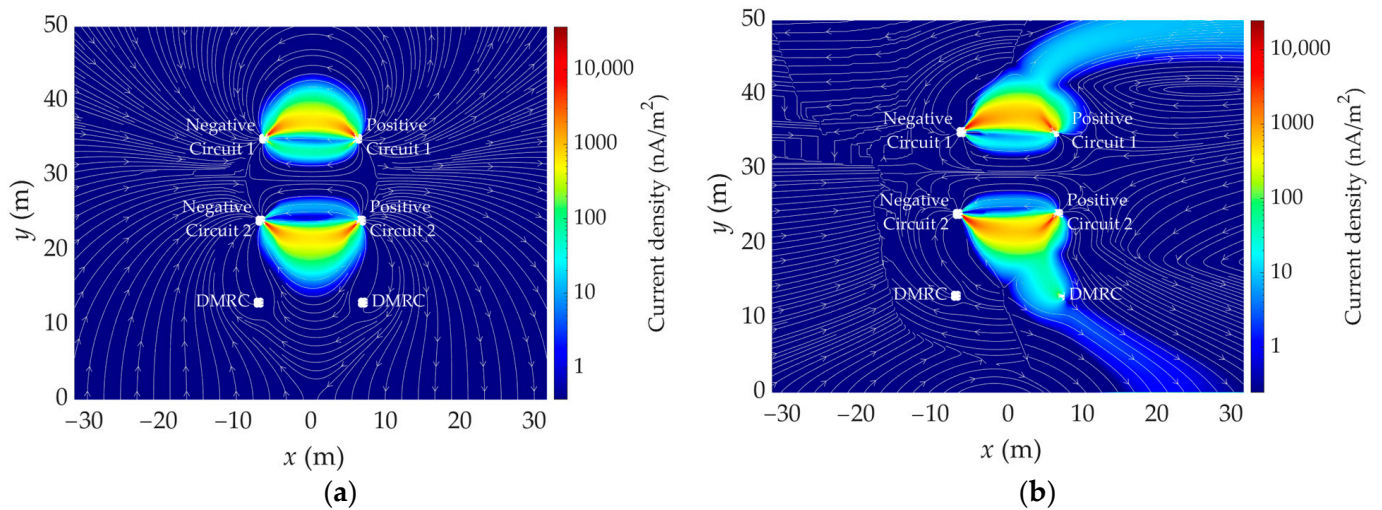 50
40
30
20
10
0
y (m)
Negative
Circuit 1
Positive
Circuit 1
Negative
Circuit 2
Positive
Circuit 2
DMRC
DMRC
−30
−20
−10
0
10
20
30
x (m)
10,000
1000
100
10
1
Current density (nA/m²)
(a)
50
40
30
20
10
0
y (m)
Negative
Circuit 1
Positive
Circuit 1
Negative
Circuit 2
Positive
Circuit 2
DMRC
DMRC
−30
−20
−10
0
10
20
30
x (m)
10,000
1000
100
10
1
Current density (nA/m²)
(b)